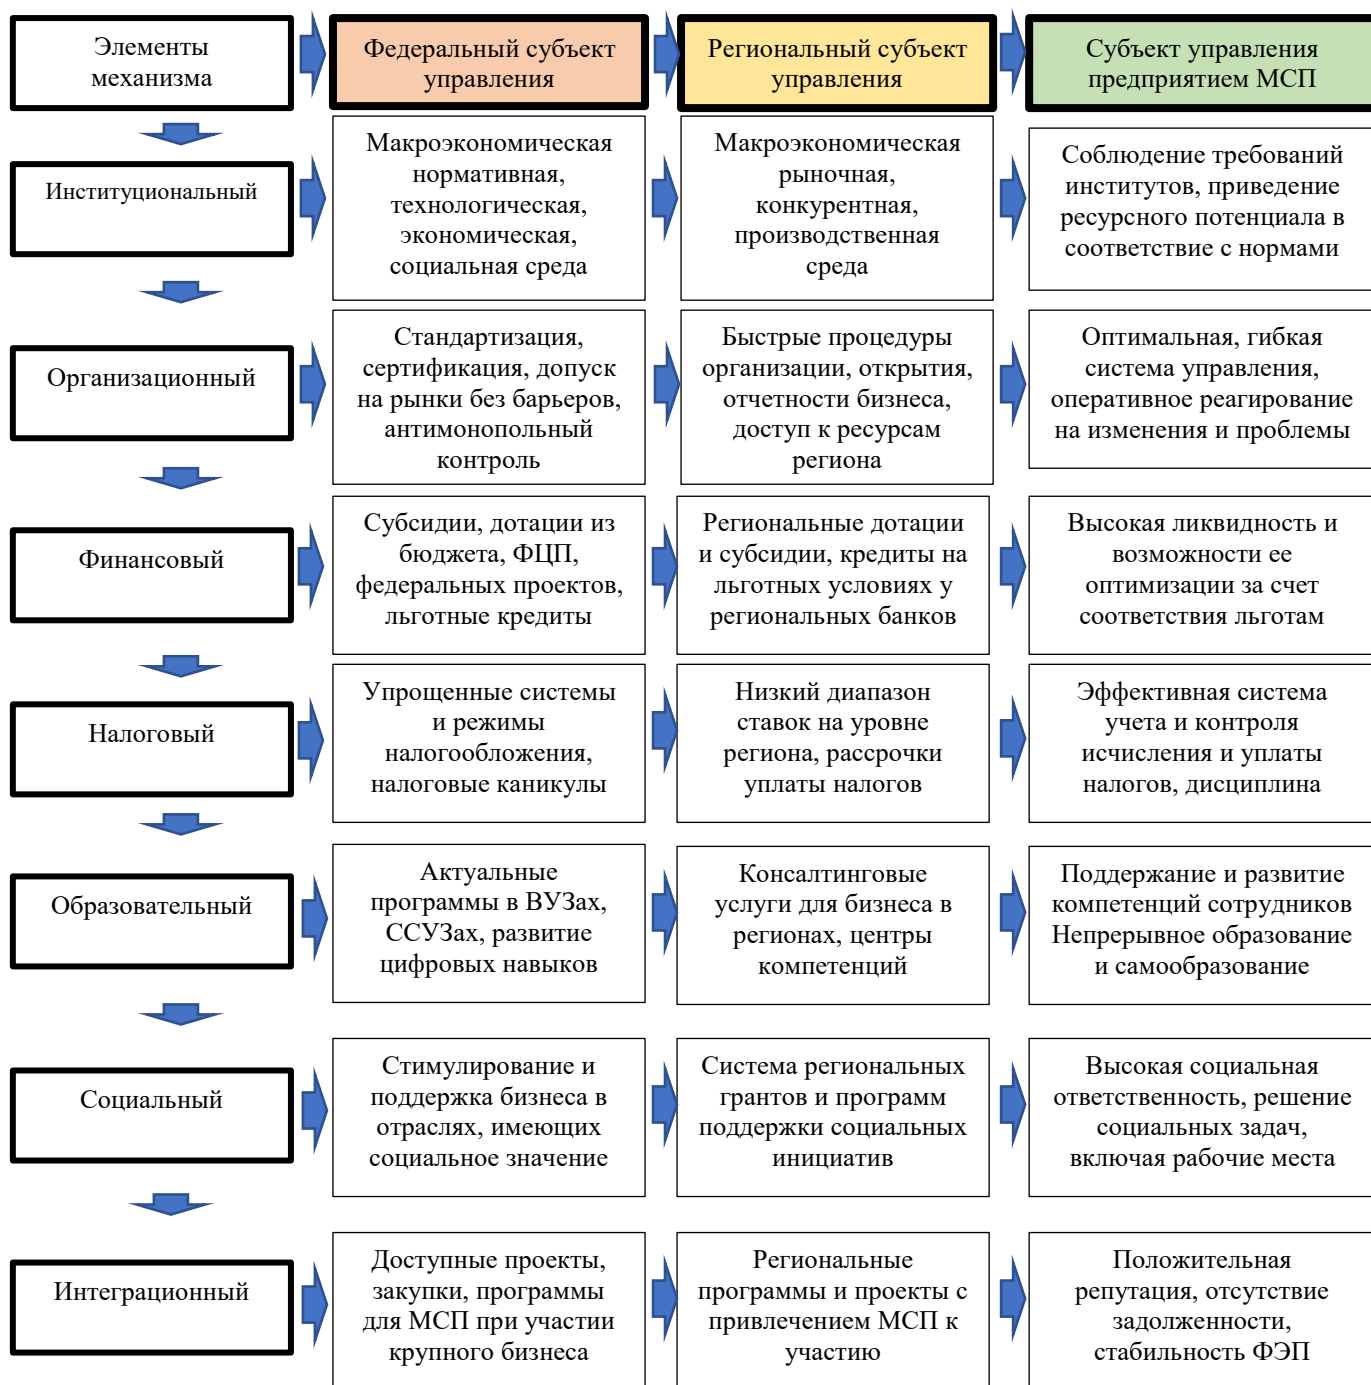 Элементы
механизма
Федеральный субъект
управления
Региональный субъект
управления
Субъект управления
предприятием МСП
Институциональный
Макроэкономическая
нормативная,
технологическая,
экономическая,
социальная среда
Макроэкономическая
рыночная,
конкурентная,
производственная
среда
Соблюдение требований
институтов, приведение
ресурсного потенциала в
соответствие с нормами
Организационный
Стандартизация,
сертификация, допуск
на рынки без барьеров,
антимонопольный
контроль
Быстрые процедуры
организации, открытия,
отчетности бизнеса,
доступ к ресурсам
региона
Оптимальная, гибкая
система управления,
оперативное реагирование
на изменения и проблемы
Финансовый
Субсидии, дотации из
бюджета, ФЦП,
федеральных проектов,
льготные кредиты
Региональные дотации
и субсидии, кредиты на
льготных условиях у
региональных банков
Высокая ликвидность и
возможности ее
оптимизации за счет
соответствия льготам
Налоговый
Упрощенные системы
и режимы
налогообложения,
налоговые каникулы
Низкий диапазон
ставок на уровне
региона, рассрочки
уплаты налогов
Эффективная система
учета и контроля
исчисления и уплаты
налогов, дисциплина
Образовательный
Актуальные
программы в ВУЗах,
ССУЗах, развитие
цифровых навыков
Консалтинговые
услуги для бизнеса в
регионах, центры
компетенций
Поддержание и развитие
компетенций сотрудников
Непрерывное образование
и самообразование
Социальный
Стимулирование и
поддержка бизнеса в
отраслях, имеющих
социальное значение
Система региональных
грантов и программ
поддержки социальных
инициатив
Высокая социальная
ответственность, решение
социальных задач,
включая рабочие места
Интеграционный
Доступные проекты,
закупки, программы
для МСП при участии
крупного бизнеса
Региональные
программы и проекты с
привлечением МСП к
участию
Положительная
репутация, отсутствие
задолженности,
стабильность ФЭП